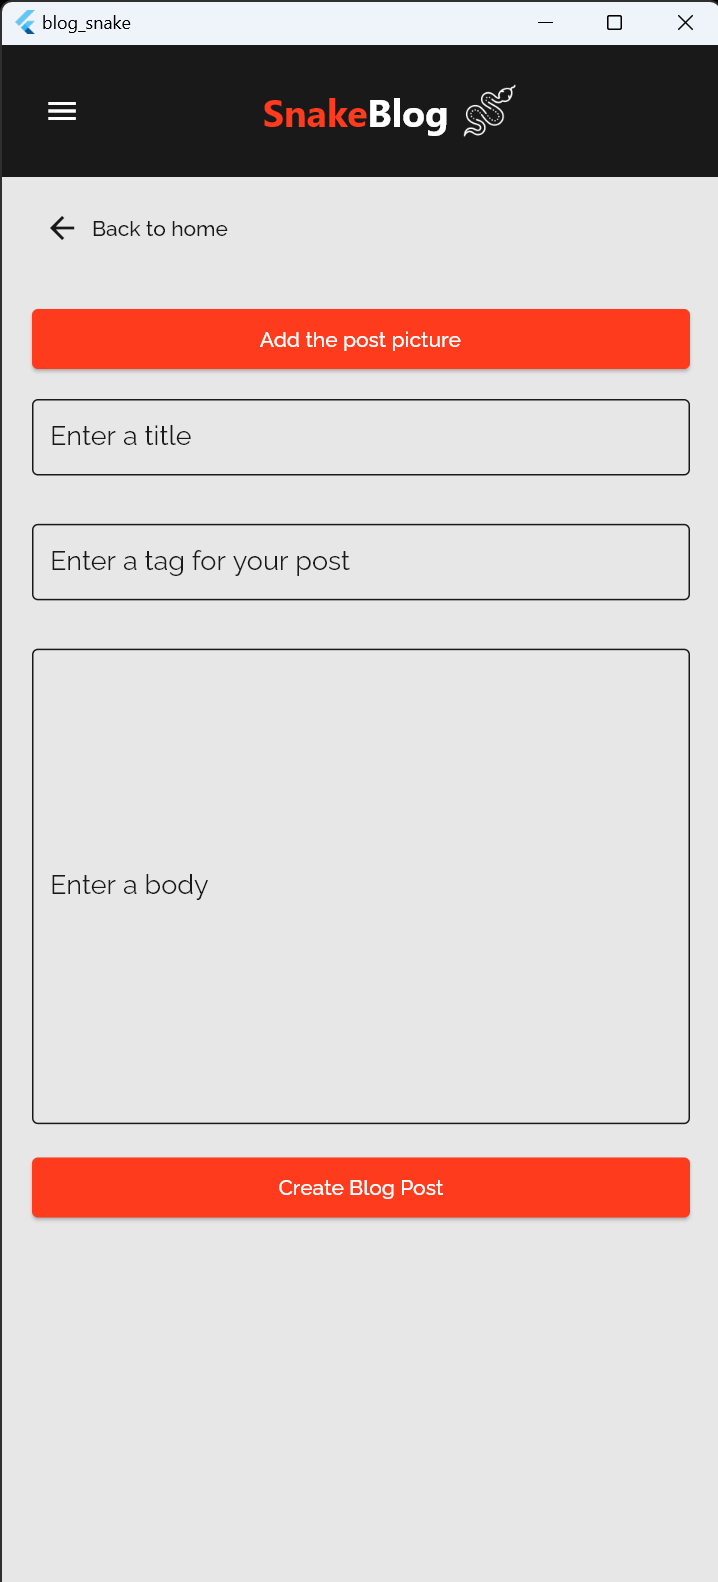 blog_snake
SnakeBlog
Back to home
Add the post picture
Enter a title
Enter a tag for your post
Enter a body
Create Blog Post